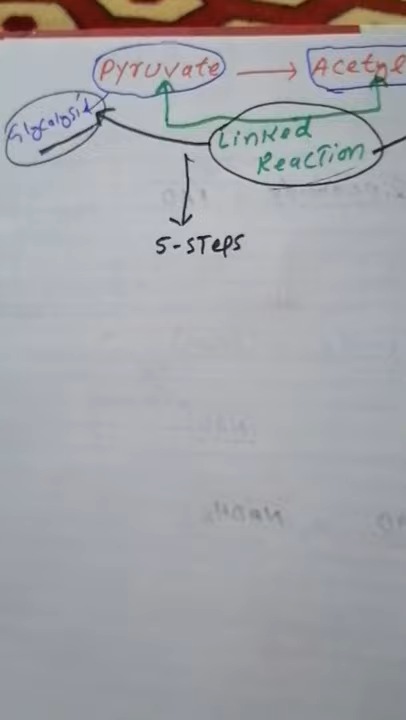 Pyruvate → Acetyl
Glycolysis
Linked
Reaction
5-steps